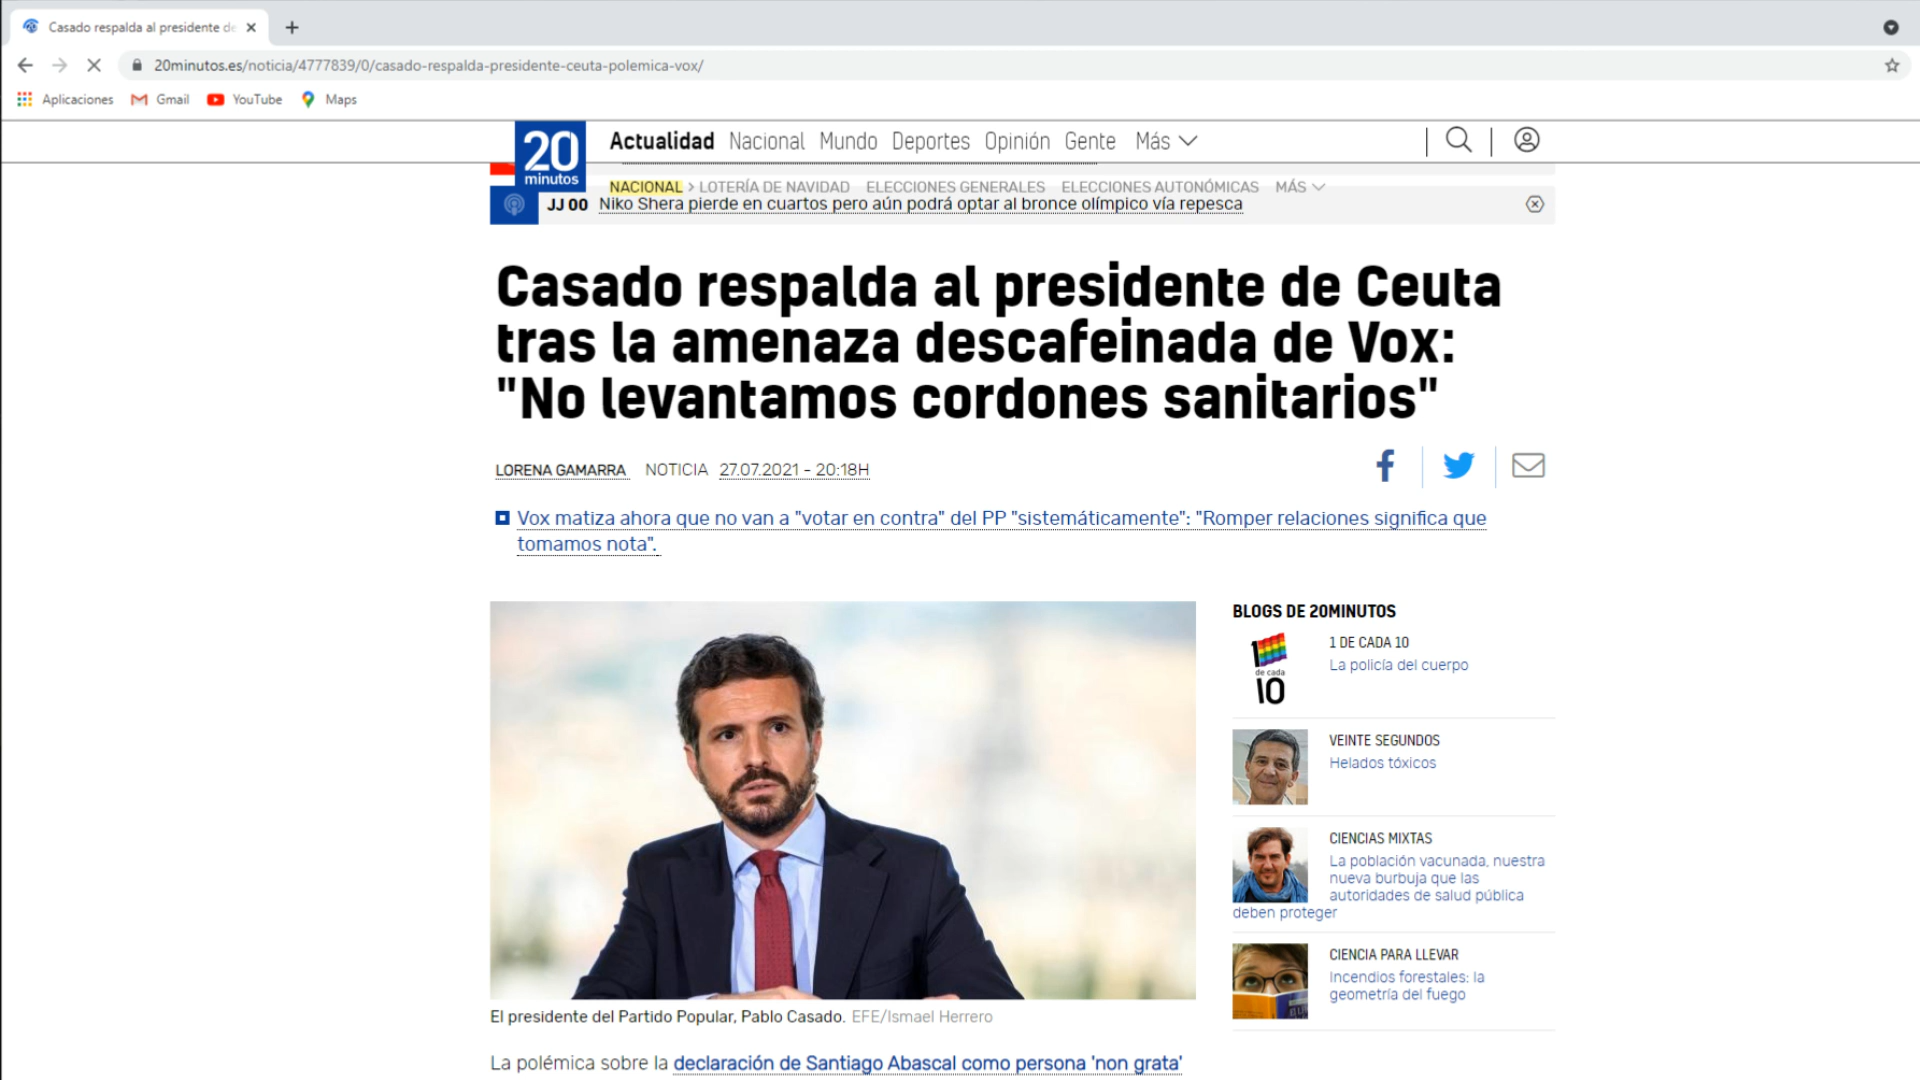 Casado respalda al presidente de
20minutos.es/noticia/4777839/0/casado-respalda-presidente-ceuta-polemica-vox/
Aplicaciones Gmail YouTube Maps
20 minutos
Actualidad Nacional Mundo Deportes Opinión Gente Más
NACIONAL > LOTERÍA DE NAVIDAD ELECCIONES GENERALES ELECCIONES AUTONÓMICAS MÁS
JJ OO Niko Shera pierde en cuartos pero aún podrá optar al bronce olímpico vía repesca
Casado respalda al presidente de Ceuta
tras la amenaza descafeinada de Vox:
"No levantamos cordones sanitarios"
LORENA GAMARRA NOTICIA 27.07.2021 - 20:18H
Vox matiza ahora que no van a "votar en contra" del PP "sistemáticamente": "Romper relaciones significa que
tomamos nota".
El presidente del Partido Popular, Pablo Casado. EFE/Ismael Herrero
La polémica sobre la declaración de Santiago Abascal como persona 'non grata'
BLOGS DE 20MINUTOS
1 de cada 10
1 DE CADA 10
La policía del cuerpo
VEINTE SEGUNDOS
Helados tóxicos
CIENCIAS MIXTAS
La población vacunada, nuestra
nueva burbuja que las
autoridades de salud pública
deben proteger
CIENCIA PARA LLEVAR
Incendios forestales: la
geometría del fuego